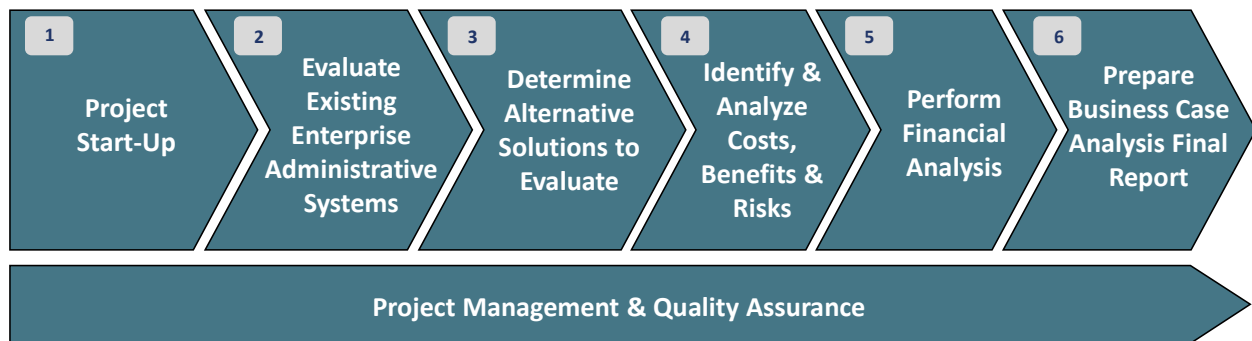 1
Project
Start-Up
2
Evaluate
Existing
Enterprise
Administrative
Systems
3
Determine
Alternative
Solutions to
Evaluate
4
Identify &
Analyze
Costs,
Benefits &
Risks
5
Perform
Financial
Analysis
6
Prepare
Business Case
Analysis Final
Report
Project Management & Quality Assurance